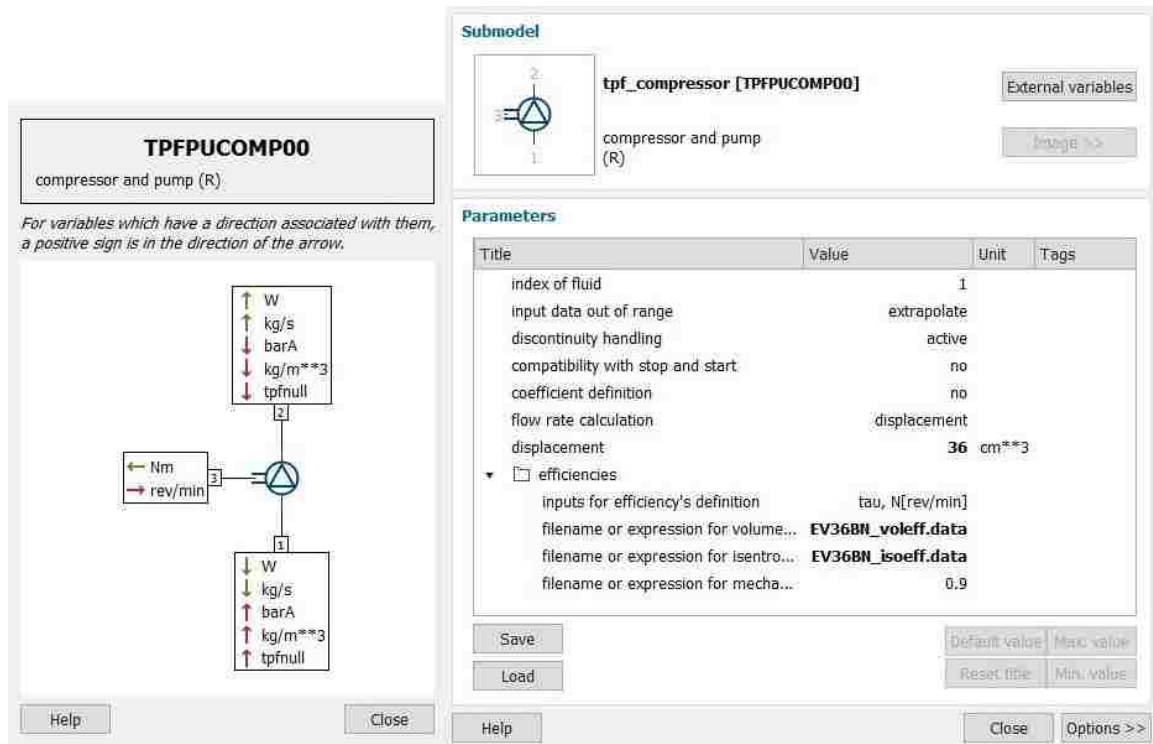 TPFPUCOMP00
compressor and pump (R)
For variables which have a direction associated with them,
a positive sign is in the direction of the arrow.
W
kg/s
barA
kg/m**3
tpfnull
2
Nm
rev/min
3
1
W
kg/s
barA
kg/m**3
tpfnull
Help
Close
Submodel
2
3
1
tpf_compressor [TPFPUCOMP00]
compressor and pump
(R)
External variables
Image >>
Parameters
Title Value Unit Tags
index of fluid 1
input data out of range extrapolate
discontinuity handling active
compatibility with stop and start no
coefficient definition no
flow rate calculation displacement
displacement 36 cm**3
efficiencies
inputs for efficiency's definition tau, N[rev/min]
filename or expression for volume... EV36BN_voleff.data
filename or expression for isentro... EV36BN_isoeff.data
filename or expression for mecha... 0.9
Save
Default value Max. value
Load
Reset title Min. value
Help
Close
Options >>